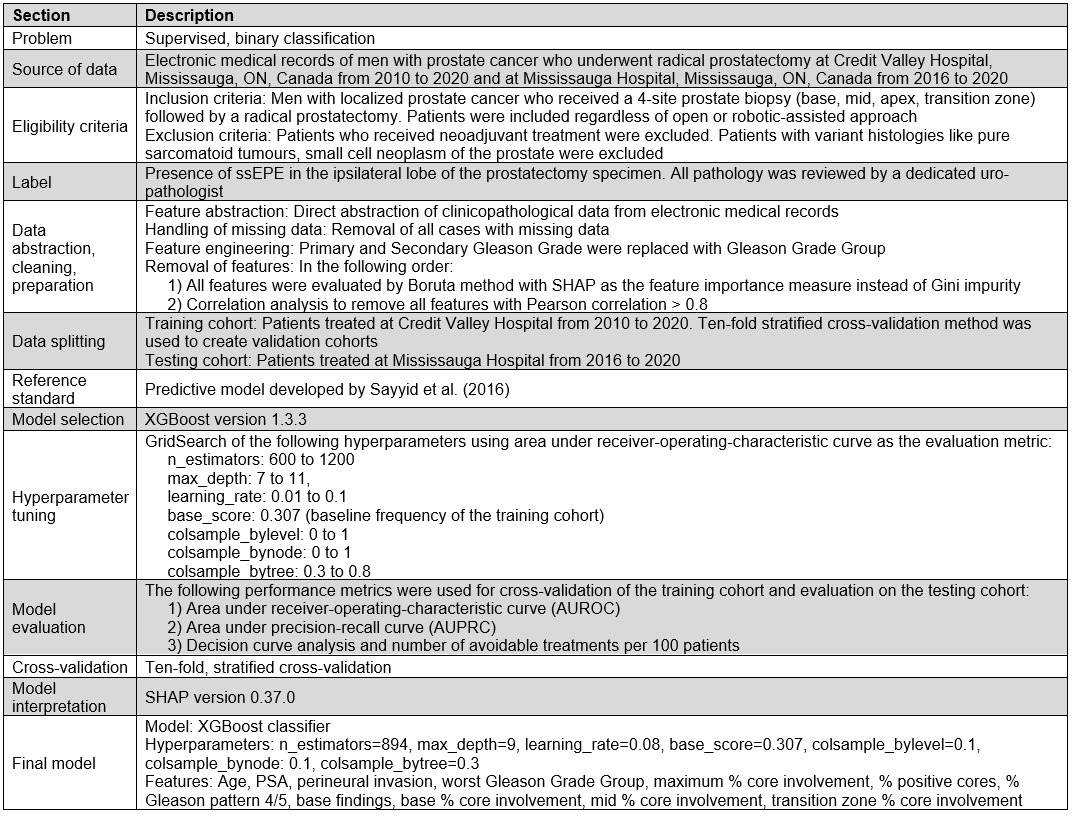 Section Description
Problem Supervised, binary classification
Source of data Electronic medical records of men with prostate cancer who underwent radical prostatectomy at Credit Valley Hospital,
Mississauga, ON, Canada from 2010 to 2020 and at Mississauga Hospital, Mississauga, ON, Canada from 2016 to 2020
Eligibility criteria Inclusion criteria: Men with localized prostate cancer who received a 4-site prostate biopsy (base, mid, apex, transition zone)
followed by a radical prostatectomy. Patients were included regardless of open or robotic-assisted approach
Exclusion criteria: Patients who received neoadjuvant treatment were excluded. Patients with variant histologies like pure
sarcomatoid tumours, small cell neoplasm of the prostate were excluded
Label Presence of ssEPE in the ipsilateral lobe of the prostatectomy specimen. All pathology was reviewed by a dedicated uro-
pathologist
Data
abstraction,
cleaning,
preparation
Feature abstraction: Direct abstraction of clinicopathological data from electronic medical records
Handling of missing data: Removal of all cases with missing data
Feature engineering: Primary and Secondary Gleason Grade were replaced with Gleason Grade Group
Removal of features: In the following order:
1) All features were evaluated by Boruta method with SHAP as the feature importance measure instead of Gini impurity
2) Correlation analysis to remove all features with Pearson correlation > 0.8
Data splitting Training cohort: Patients treated at Credit Valley Hospital from 2010 to 2020. Ten-fold stratified cross-validation method was
used to create validation cohorts
Testing cohort: Patients treated at Mississauga Hospital from 2016 to 2020
Reference
standard
Predictive model developed by Sayyid et al. (2016)
Model selection XGBoost version 1.3.3
Hyperparameter
tuning
GridSearch of the following hyperparameters using area under receiver-operating-characteristic curve as the evaluation metric:
n_estimators: 600 to 1200
max_depth: 7 to 11,
learning_rate: 0.01 to 0.1
base_score: 0.307 (baseline frequency of the training cohort)
colsample_bylevel: 0 to 1
colsample_bynode: 0 to 1
colsample_bytree: 0.3 to 0.8
Model
evaluation
The following performance metrics were used for cross-validation of the training cohort and evaluation on the testing cohort:
1) Area under receiver-operating-characteristic curve (AUROC)
2) Area under precision-recall curve (AUPRC)
3) Decision curve analysis and number of avoidable treatments per 100 patients
Cross-validation Ten-fold, stratified cross-validation
Model
interpretation
SHAP version 0.37.0
Final model
Model: XGBoost classifier
Hyperparameters: n_estimators=894, max_depth=9, learning_rate=0.08, base_score=0.307, colsample_bylevel=0.1,
colsample_bynode: 0.1, colsample_bytree=0.3
Features: Age, PSA, perineural invasion, worst Gleason Grade Group, maximum % core involvement, % positive cores, %
Gleason pattern 4/5, base findings, base % core involvement, mid % core involvement, transition zone % core involvement